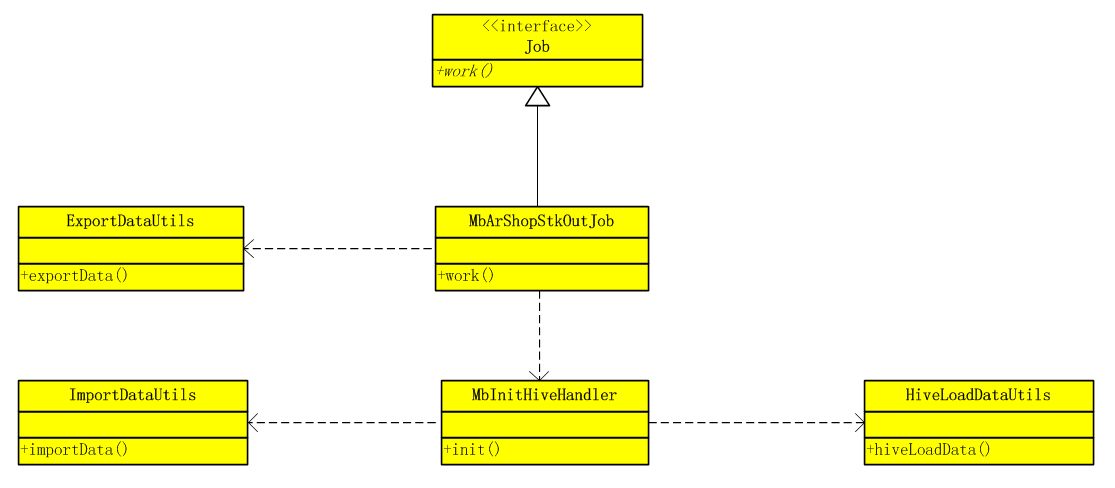 <<interface>>
Job
+work()
ExportDataUtils
+exportData()
MbArShopStkOutJob
+work()
ImportDataUtils
+importData()
MbInitHiveHandler
+init()
HiveLoadDataUtils
+hiveLoadData()